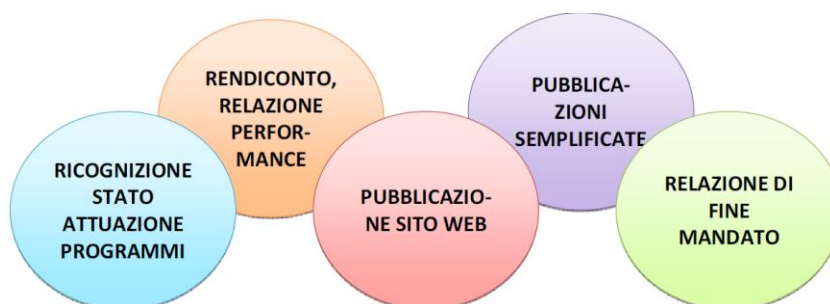 RICOGNIZIONE
STATO
ATTUAZIONE
PROGRAMMI
RENDICONTO,
RELAZIONE
PERFOR-
MANCE
PUBBLICAZIO-
NE SITO WEB
PUBBLICA-
ZIONI
SEMPLIFICATE
RELAZIONE DI
FINE
MANDATO